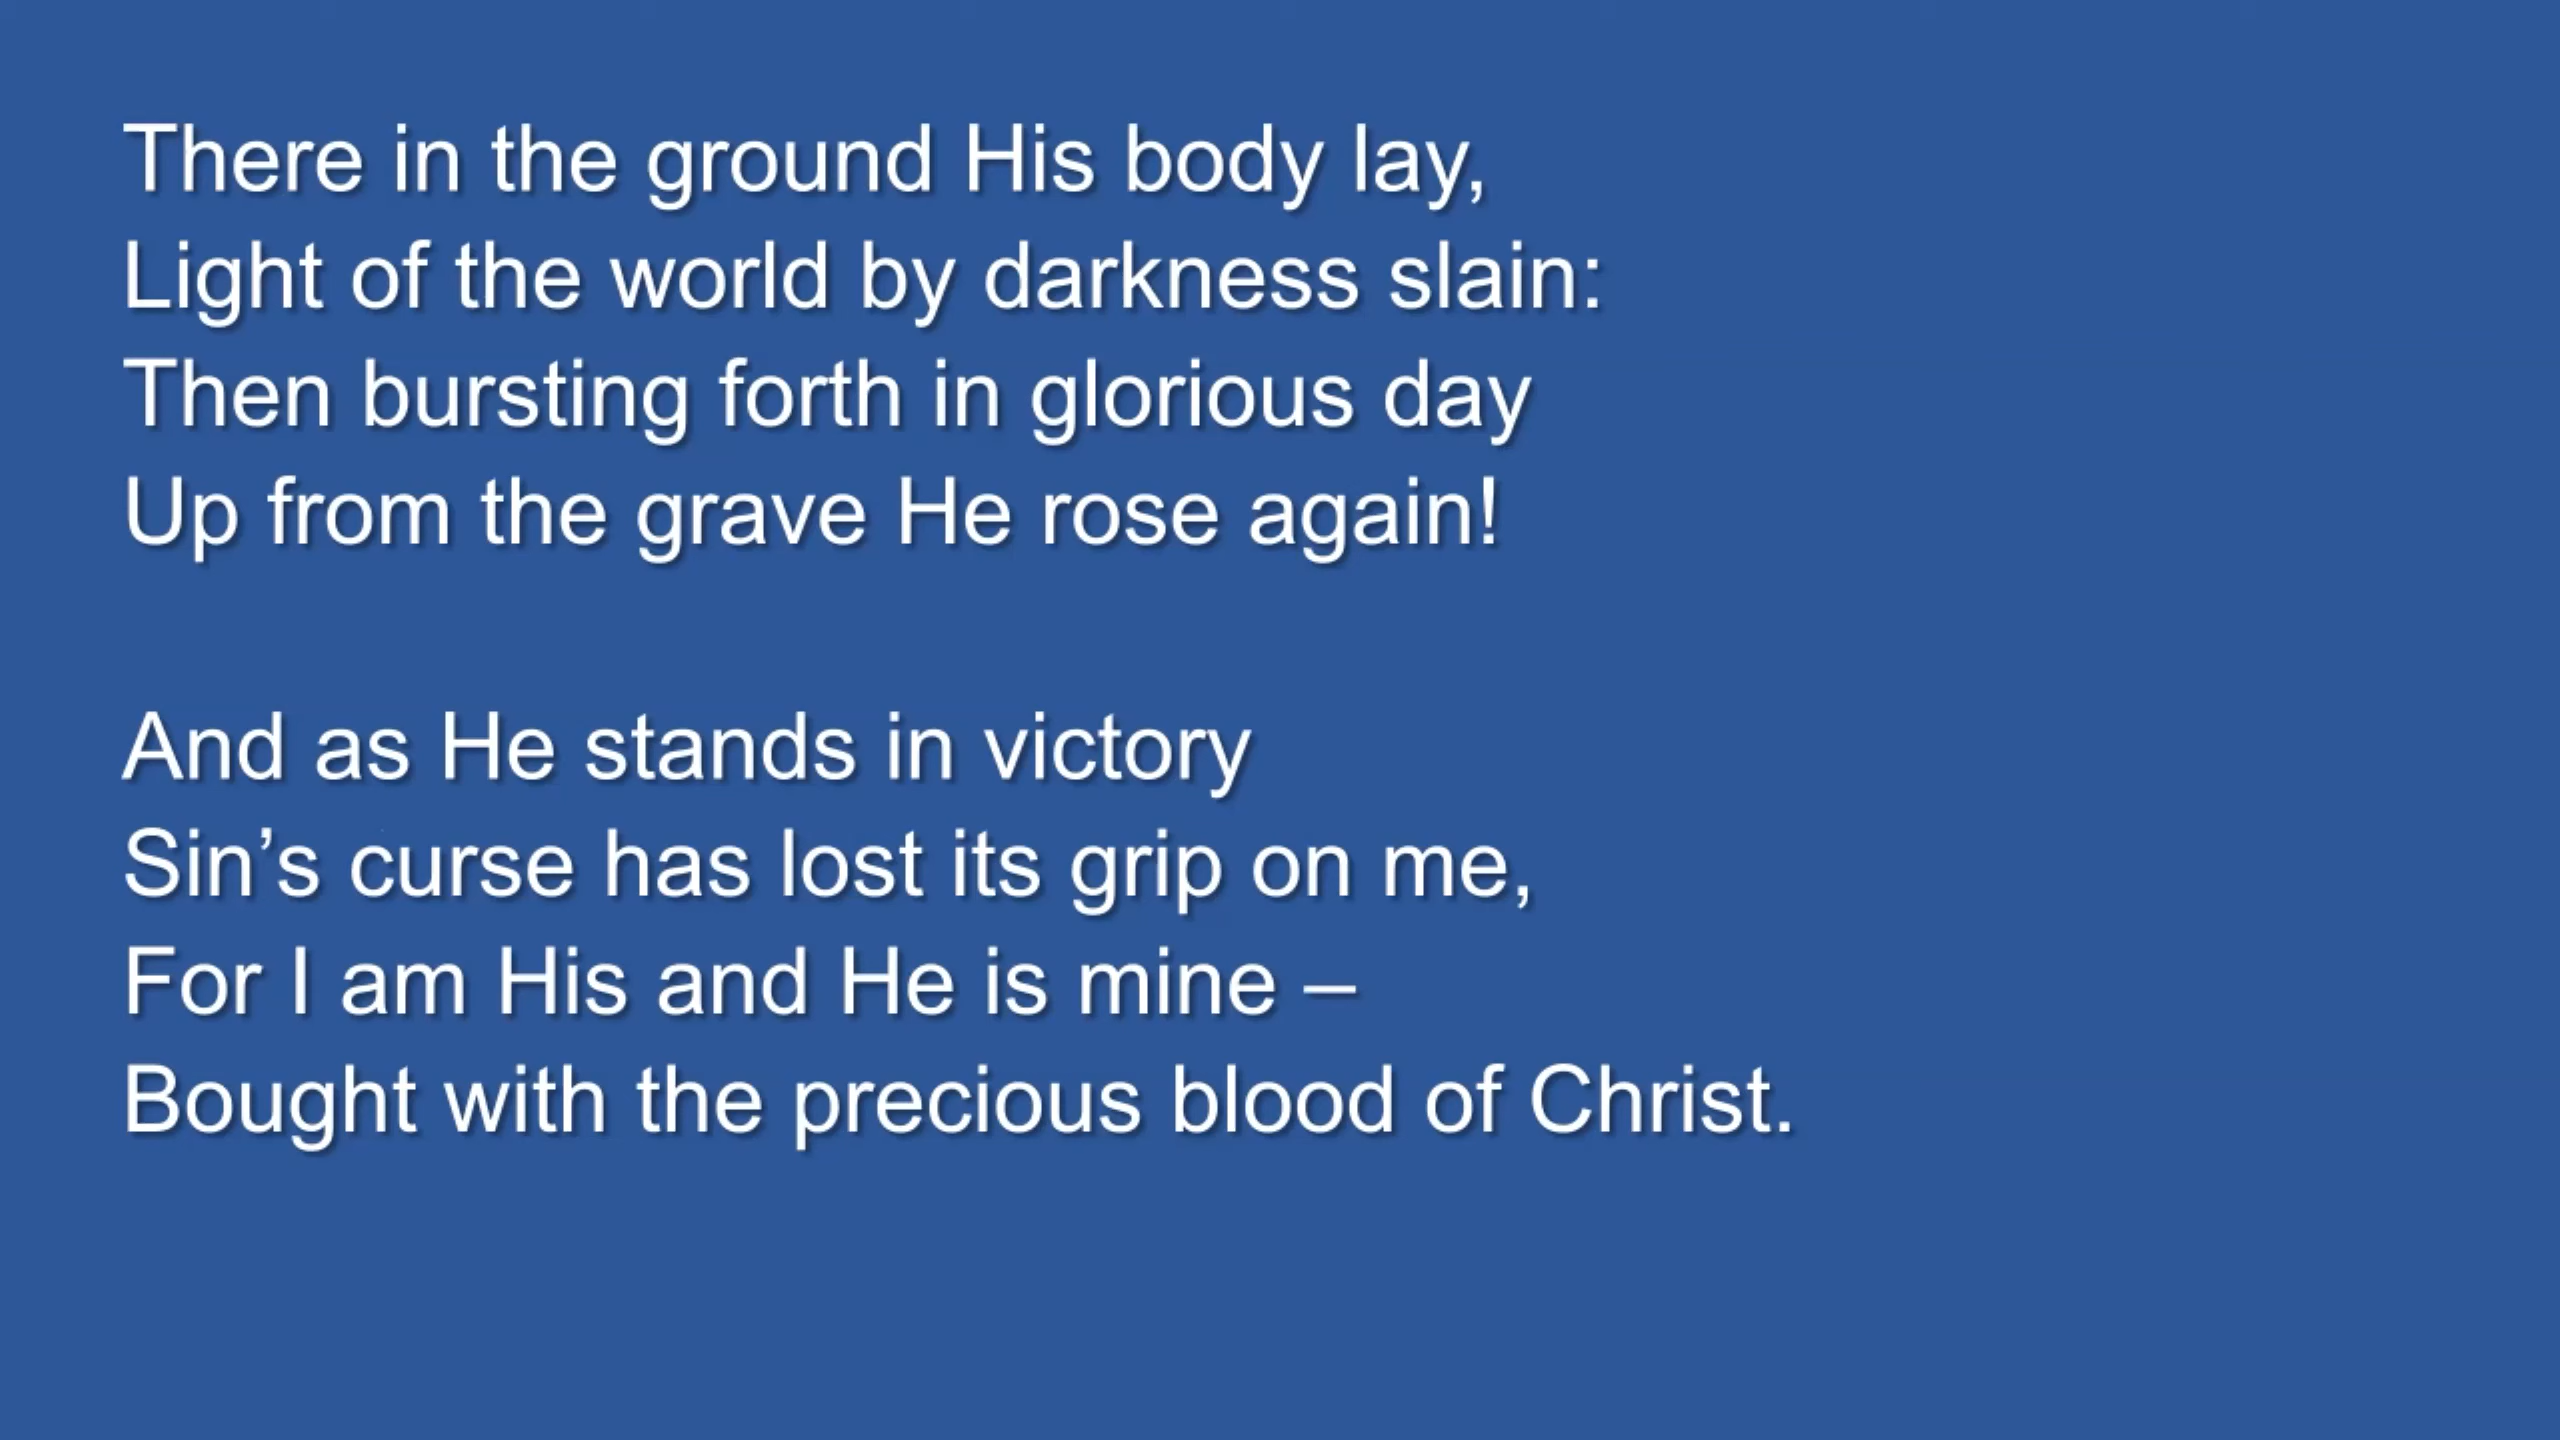 There in the ground His body lay,
Light of the world by darkness slain:
Then bursting forth in glorious day
Up from the grave He rose again!
And as He stands in victory
Sin’s curse has lost its grip on me,
For I am His and He is mine –
Bought with the precious blood of Christ.